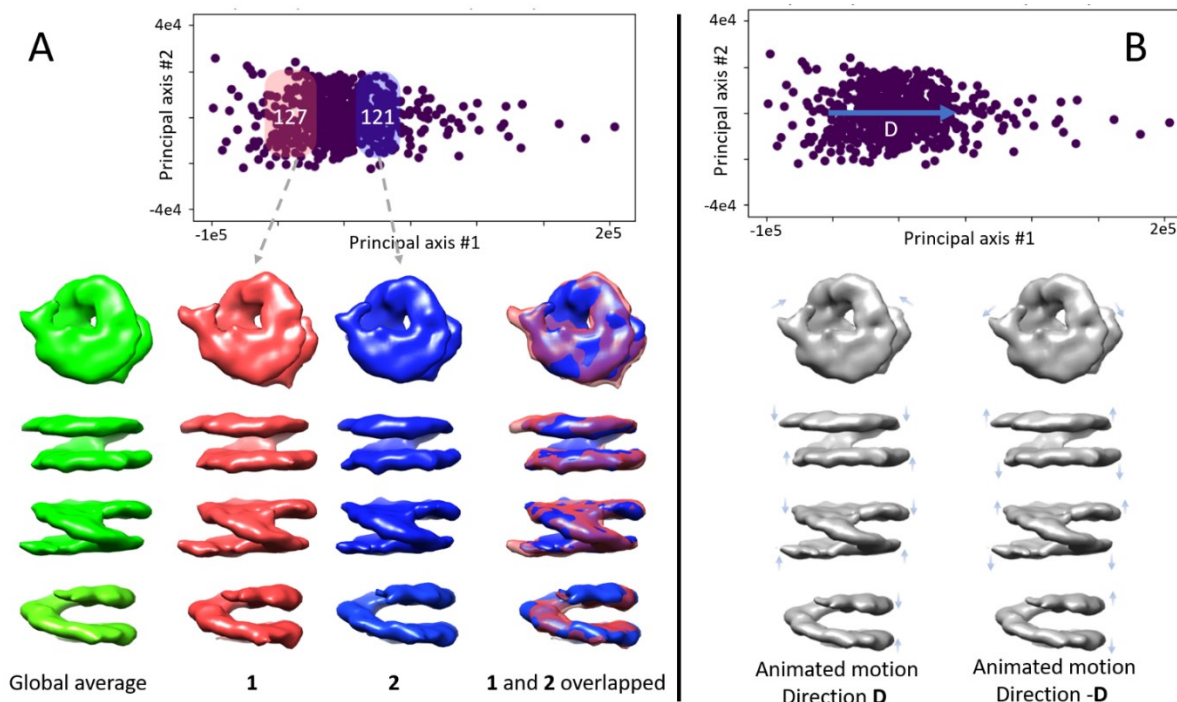 A
4e4
Principal axis #2
-4e4
127
121
-1e5
2e5
Principal axis #1
Global average
1
2
1 and 2 overlapped
B
4e4
Principal axis #2
-4e4
D
-1e5
2e5
Principal axis #1
Animated motion
Direction D
Animated motion
Direction -D